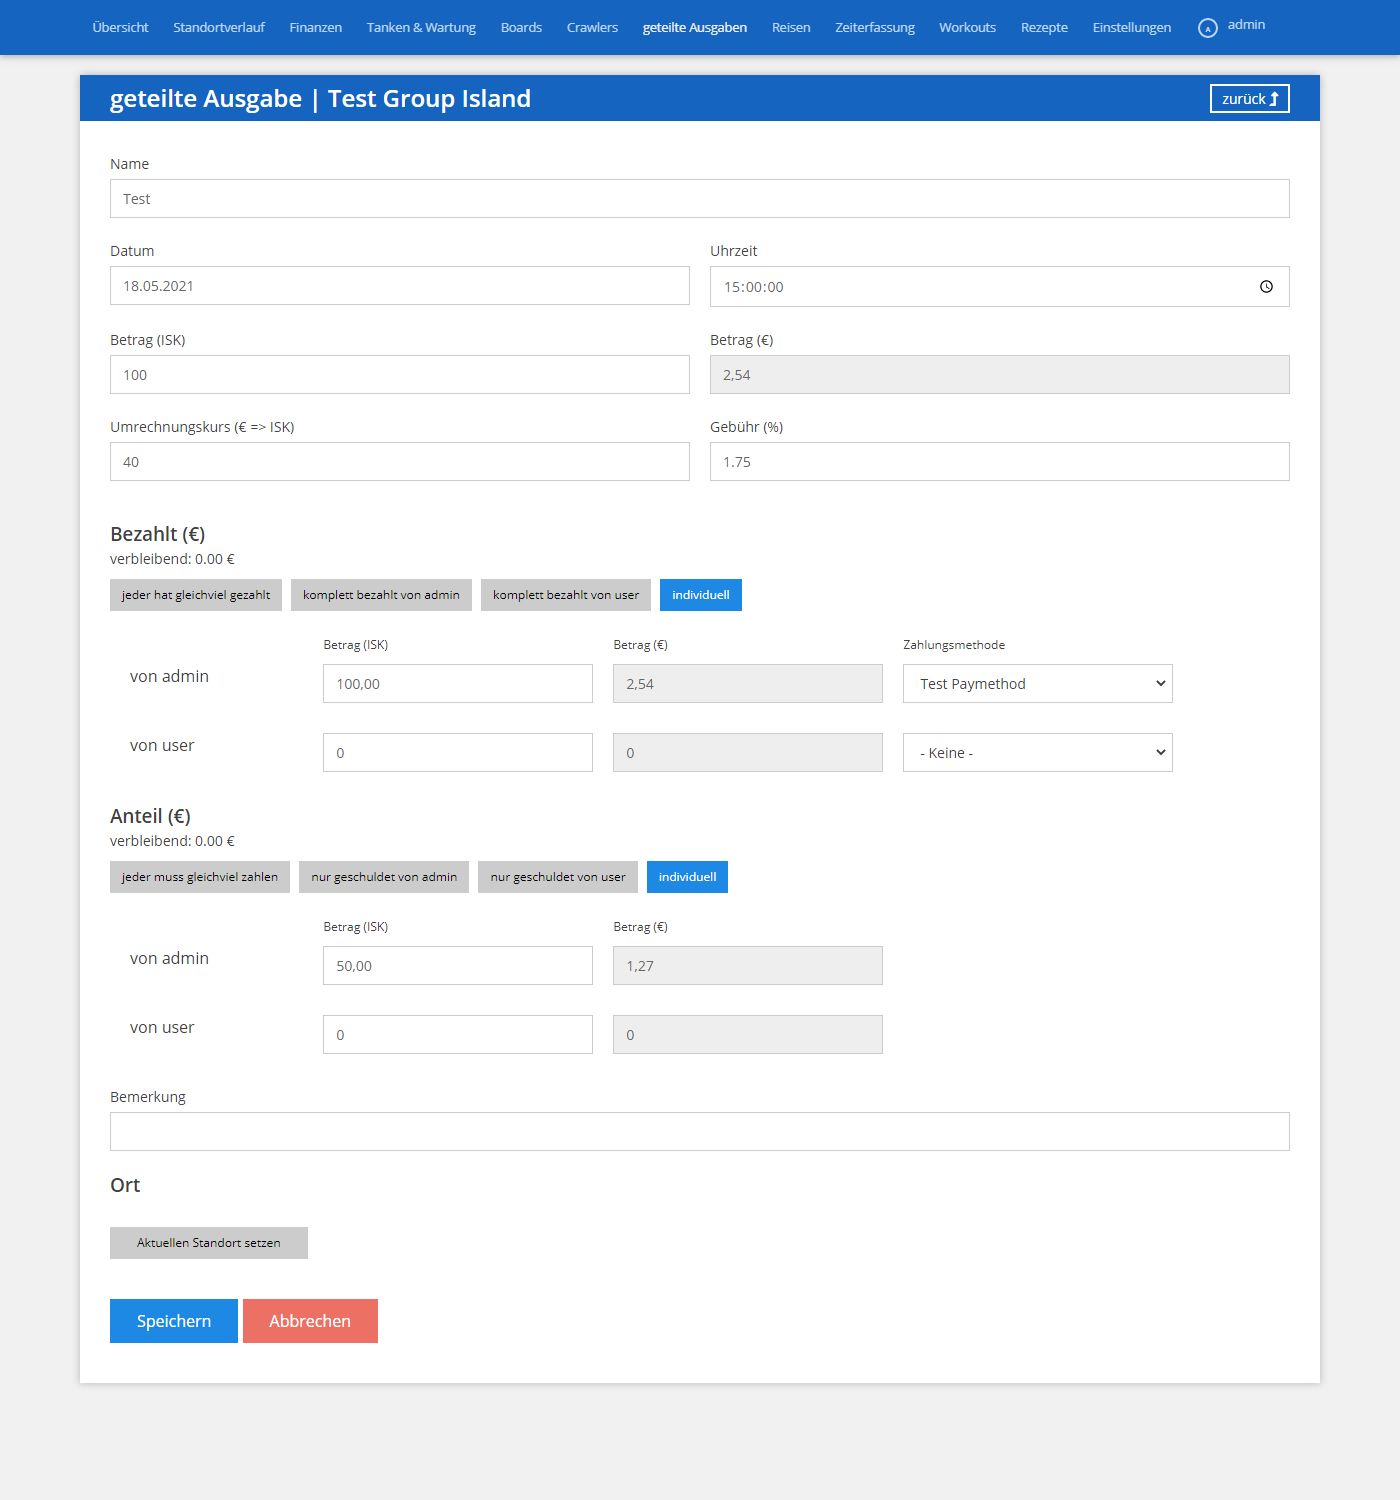 Übersicht Standortverlauf Finanzen Tanken & Wartung Boards Crawlers geteilte Ausgaben Reisen Zeiterfassung Workouts Rezepte Einstellungen A admin
geteilte Ausgabe | Test Group Island zurück
Name
Test
Datum Uhrzeit
18.05.2021 15:00:00
Betrag (ISK) Betrag (€)
100 2,54
Umrechnungskurs (€ => ISK) Gebühr (%)
40 1.75
Bezahlt (€)
verbleibend: 0.00 €
jeder hat gleichviel gezahlt komplett bezahlt von admin komplett bezahlt von user individuell
Betrag (ISK) Betrag (€) Zahlungsmethode
von admin 100,00 2,54 Test Paymethod
von user 0 0 - Keine -
Anteil (€)
verbleibend: 0.00 €
jeder muss gleichviel zahlen nur geschuldet von admin nur geschuldet von user individuell
Betrag (ISK) Betrag (€)
von admin 50,00 1,27
von user 0 0
Bemerkung
Ort
Aktuellen Standort setzen
Speichern Abbrechen